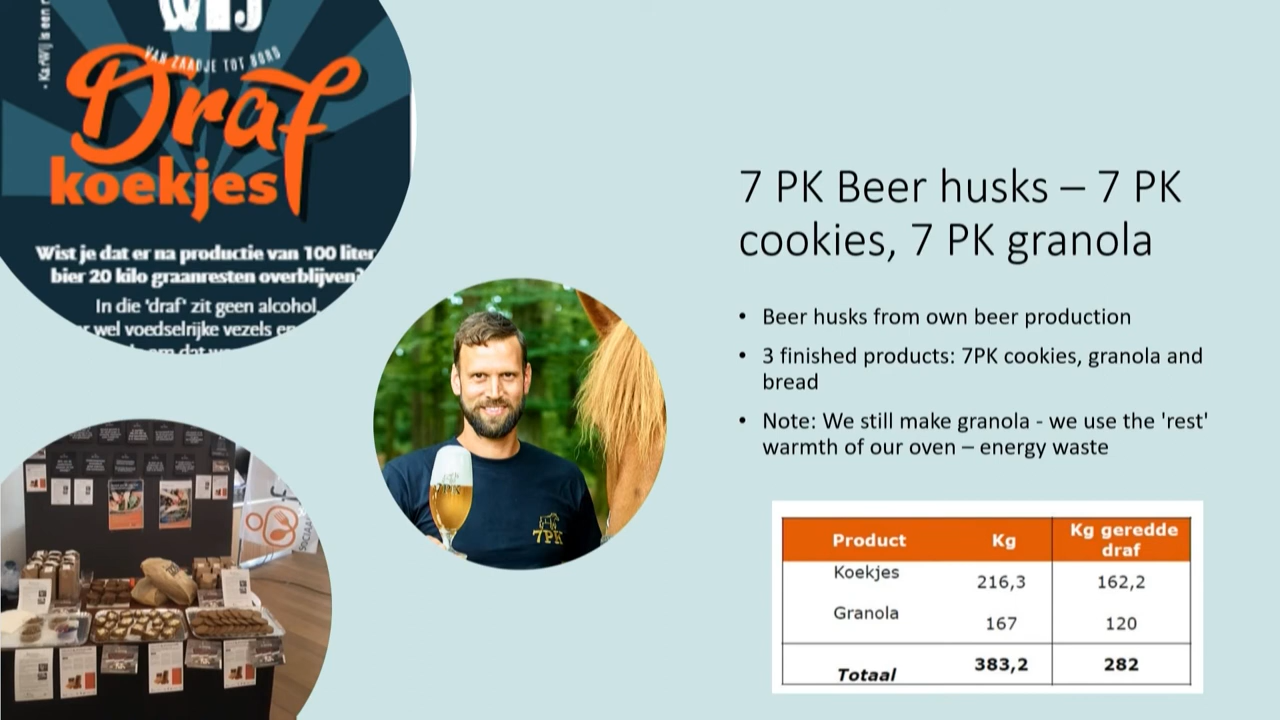 WIJ
VAN ZAADJE TOT BORD
Draf
koekjes
Wist je dat er na productie van 100 liter
bier 20 kilo graanresten overblijven?
In die 'draf' zit geen alcohol,
wel voedselrijke vezels en
7PK
7 PK Beer husks – 7 PK
cookies, 7 PK granola
• Beer husks from own beer production
• 3 finished products: 7PK cookies, granola and
bread
• Note: We still make granola - we use the 'rest'
warmth of our oven – energy waste
Product Kg Kg geredde
draf
Koekjes 216,3 162,2
Granola 167 120
Totaal 383,2 282